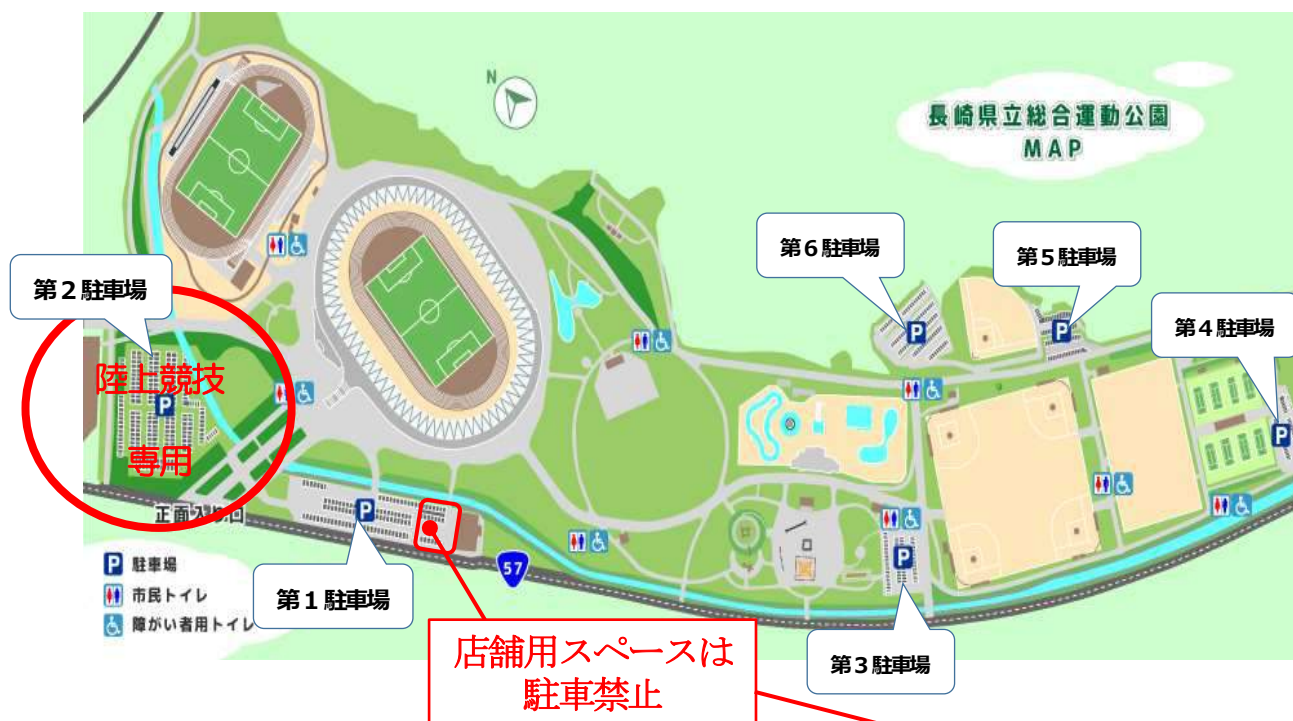 長崎県立総合運動公園
MAP
N
第6駐車場
第5駐車場
第4駐車場
第2駐車場
陸上競技
専用
P
P
P
P
P
P
正面入り口
57
P 駐車場
市民トイレ
障がい者用トイレ
第1駐車場
第3駐車場
店舗用スペースは
駐車禁止